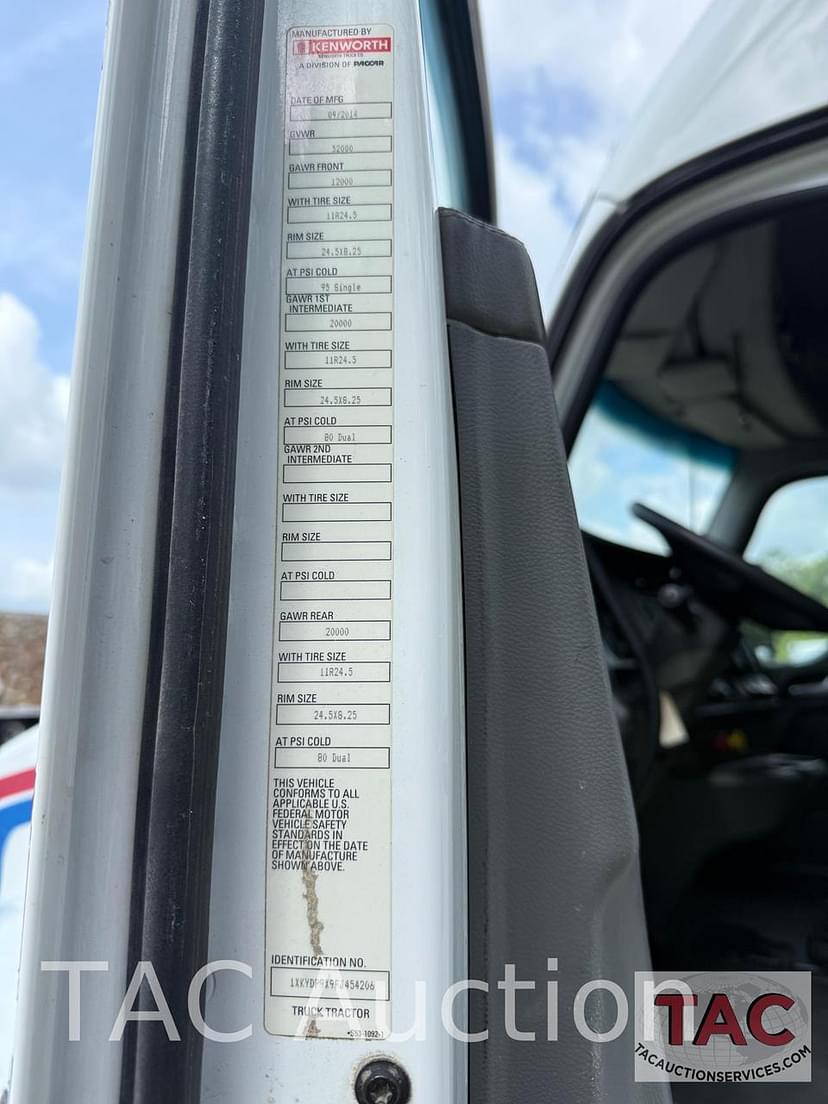 MANUFACTURED BY
KENWORTH
KENWORTH TRUCK CO.
A DIVISION OF PACCAR
DATE OF MFG
09/2014
GVWR
52000
GAWR FRONT
12000
WITH TIRE SIZE
11R24.5
RIM SIZE
24.5X8.25
AT PSI COLD
95 Single
GAWR 1ST
INTERMEDIATE
20000
WITH TIRE SIZE
11R24.5
RIM SIZE
24.5X8.25
AT PSI COLD
80 Dual
GAWR 2ND
INTERMEDIATE
WITH TIRE SIZE
RIM SIZE
AT PSI COLD
GAWR REAR
20000
WITH TIRE SIZE
11R24.5
RIM SIZE
24.5X8.25
AT PSI COLD
80 Dual
THIS VEHICLE
CONFORMS TO ALL
APPLICABLE U.S.
FEDERAL MOTOR
VEHICLE SAFETY
STANDARDS IN
EFFECT ON THE DATE
OF MANUFACTURE
SHOWN ABOVE.
IDENTIFICATION NO.
TRUCK TRACTOR
TAC Auction
TAC
TACAUCTIONSERVICES.COM